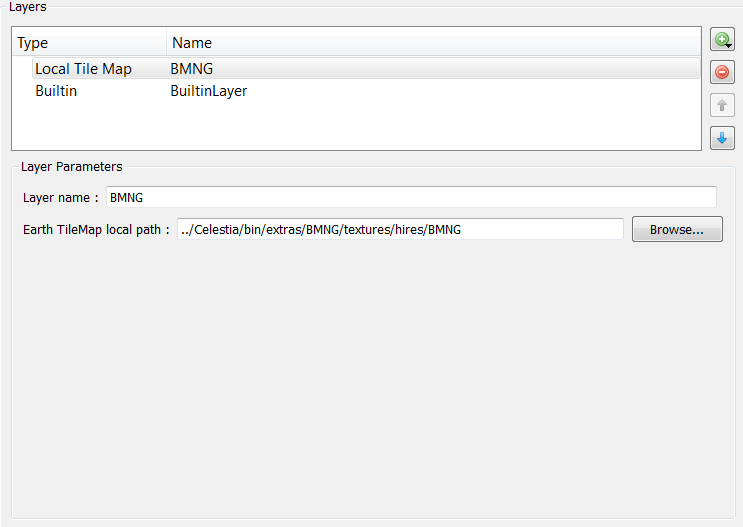 Layers
Type Name
Local Tile Map BMNG
Builtin BuiltinLayer
Layer Parameters
Layer name : BMNG
Earth TileMap local path : ../Celestia/bin/extras/BMNG/textures/hires/BMNG Browse...